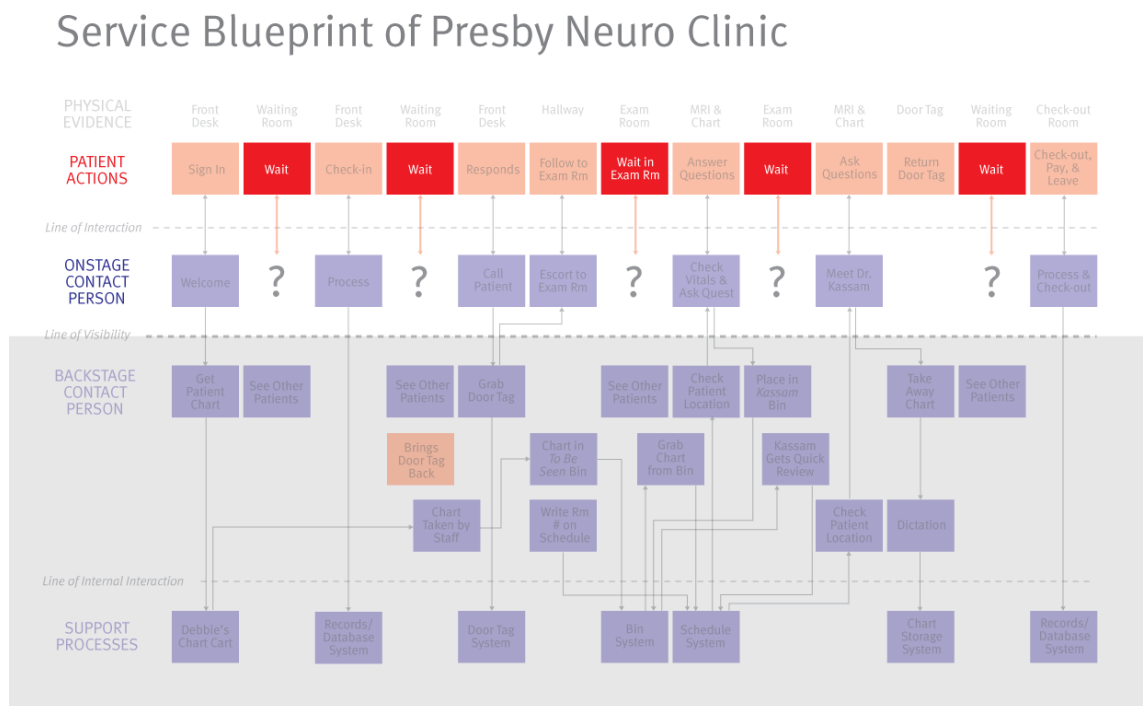 Service Blueprint of Presby Neuro Clinic
PHYSICAL
EVIDENCE
Front
Desk
Waiting
Room
Front
Desk
Waiting
Room
Front
Desk
Hallway
Exam
Room
MRI &
Chart
Exam
Room
MRI &
Chart
Door Tag
Waiting
Room
Check-out
Room
PATIENT
ACTIONS
Sign In
Wait
Check-in
Wait
Responds
Follow to
Exam Rm
Wait in
Exam Rm
Answer
Questions
Wait
Ask
Questions
Return
Door Tag
Wait
Check-out,
Pay, &
Leave
Line of Interaction
ONSTAGE
CONTACT
PERSON
Welcome
?
Process
?
Call
Patient
Escort to
Exam Rm
?
Check
Vitals &
Ask Quest
?
Meet Dr.
Kassam
?
Process &
Check-out
Line of Visibility
BACKSTAGE
CONTACT
PERSON
Get
Patient
Chart
See Other
Patients
See Other
Patients
Grab
Door Tag
See Other
Patients
Check
Patient
Location
Place in
Kassam
Bin
Take
Away
Chart
See Other
Patients
Brings
Door Tag
Back
Chart in
To Be
Seen Bin
Grab
Chart
from Bin
Kassam
Gets Quick
Review
Chart
Taken by
Staff
Write Rm
# on
Schedule
Check
Patient
Location
Dictation
Line of Internal Interaction
SUPPORT
PROCESSES
Debbie's
Chart Cart
Records/
Database
System
Door Tag
System
Bin
System
Schedule
System
Chart
Storage
System
Records/
Database
System